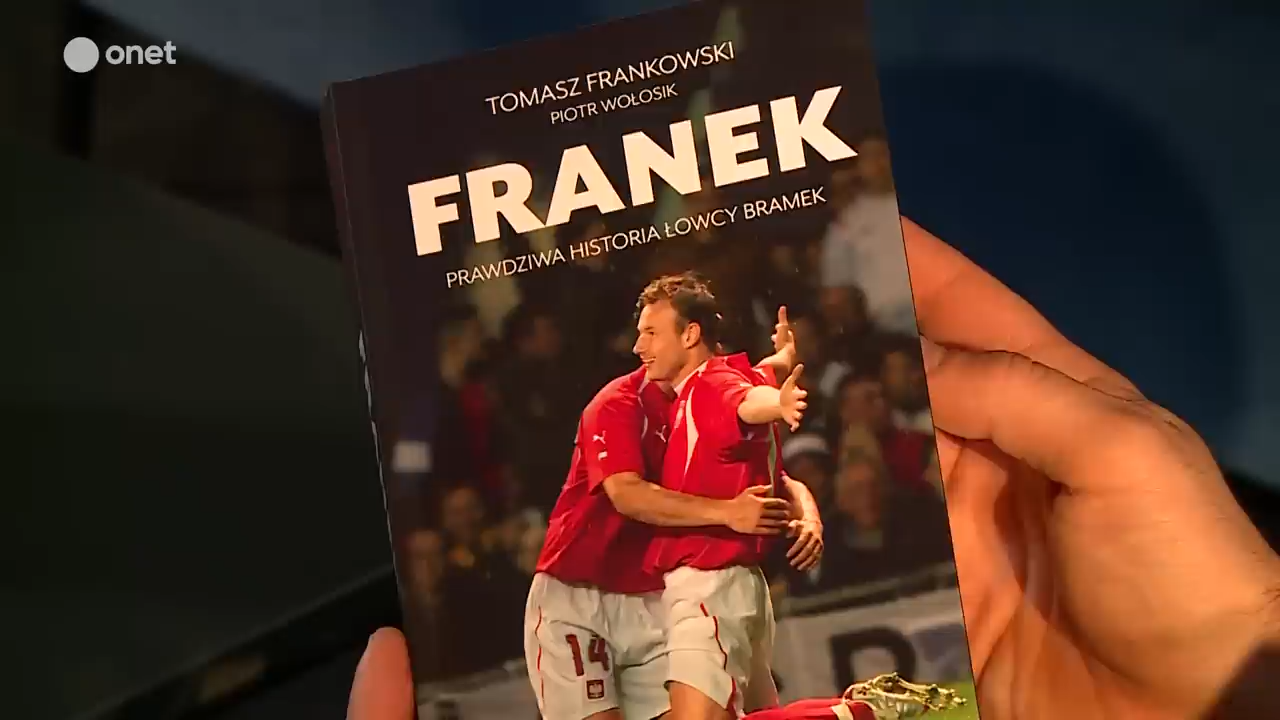 onet
TOMASZ FRANKOWSKI
PIOTR WOŁOSIK
FRANEK
PRAWDZIWA HISTORIA ŁOWCY BRAMEK
14